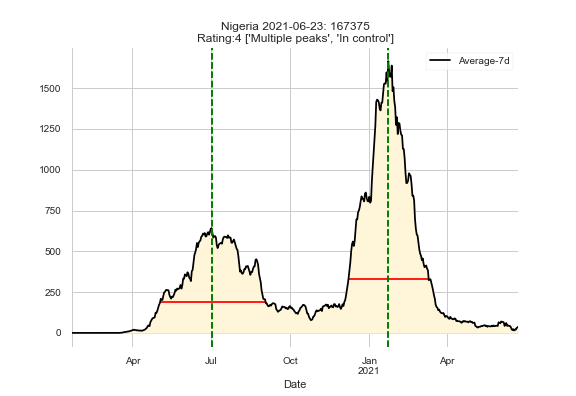 Nigeria 2021-06-23: 167375
Rating:4 ['Multiple peaks', 'In control']
Average-7d
1500
1250
1000
750
500
250
0
Apr
Jul
Oct
Jan
2021
Apr
Date